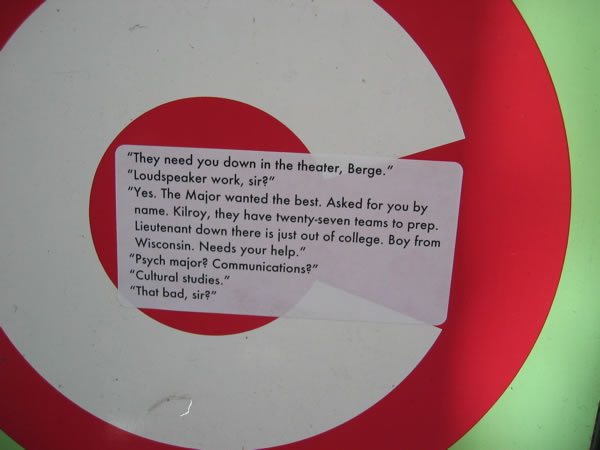 "They need you down in the theater, Berge."
"Loudspeaker work, sir?"
"Yes. The Major wanted the best. Asked for you by
name. Kilroy, they have twenty-seven teams to prep.
Lieutenant down there is just out of college. Boy from
Wisconsin. Needs your help."
"Psych major? Communications?"
"Cultural studies."
"That bad, sir?"